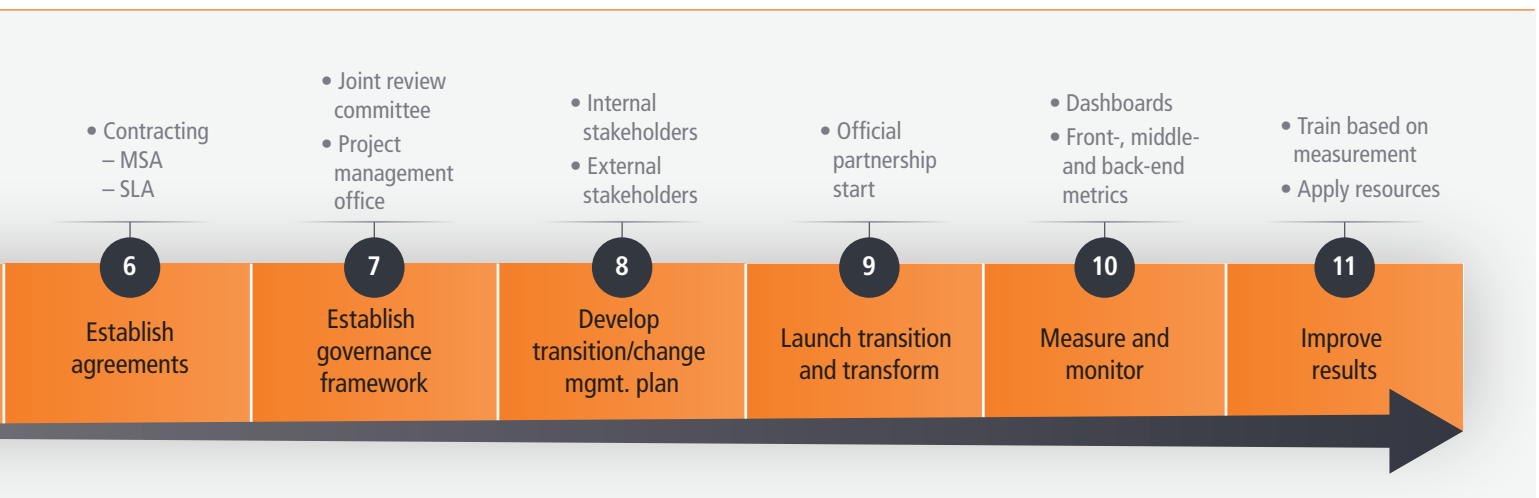 • Contracting
– MSA
– SLA
6
Establish
agreements
• Joint review
committee
• Project
management
office
7
Establish
governance
framework
• Internal
stakeholders
• External
stakeholders
8
Develop
transition/change
mgmt. plan
• Official
partnership
start
9
Launch transition
and transform
• Dashboards
• Front-, middle-
and back-end
metrics
10
Measure and
monitor
• Train based on
measurement
• Apply resources
11
Improve
results